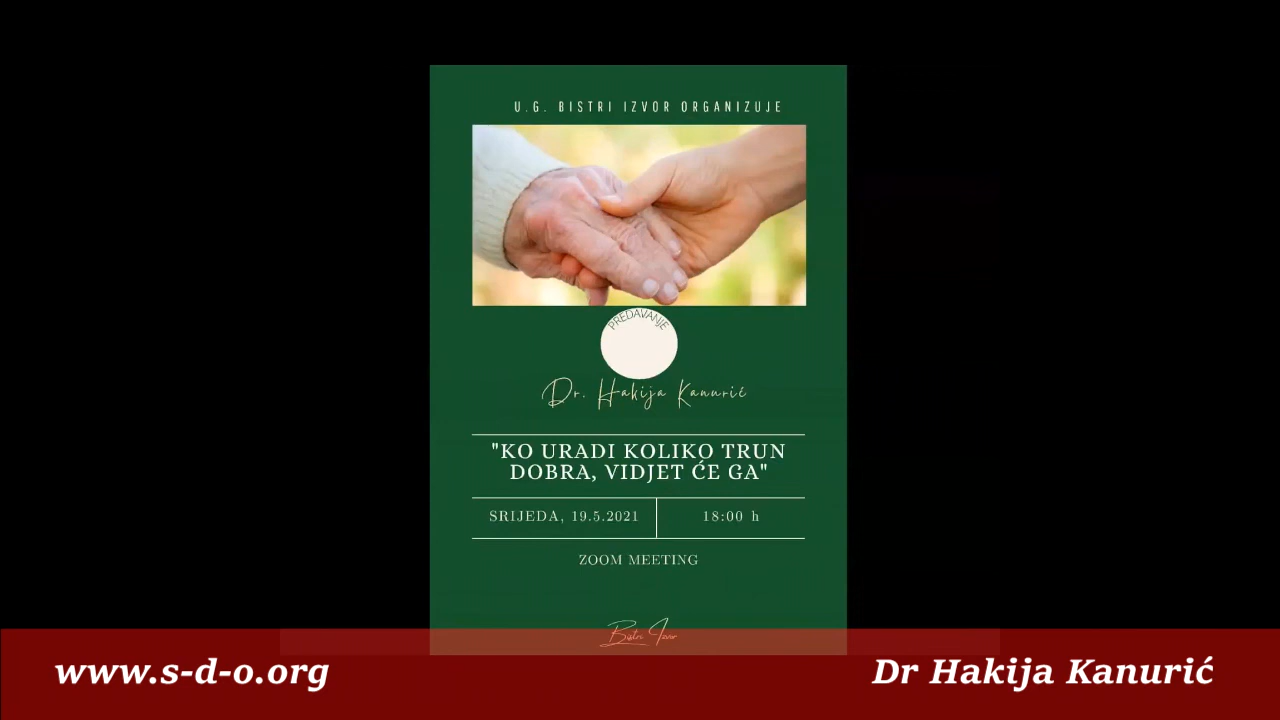 U.G. BISTRI IZVOR ORGANIZUJE
PREDAVANJE
Dr. Hakija Kanurić
"KO URADI KOLIKO TRUN
DOBRA, VIDJET ĆE GA"
SRIJEDA, 19.5.2021
18:00 h
ZOOM MEETING
Bistri Izvor
www.s-d-o.org
Dr Hakija Kanurić